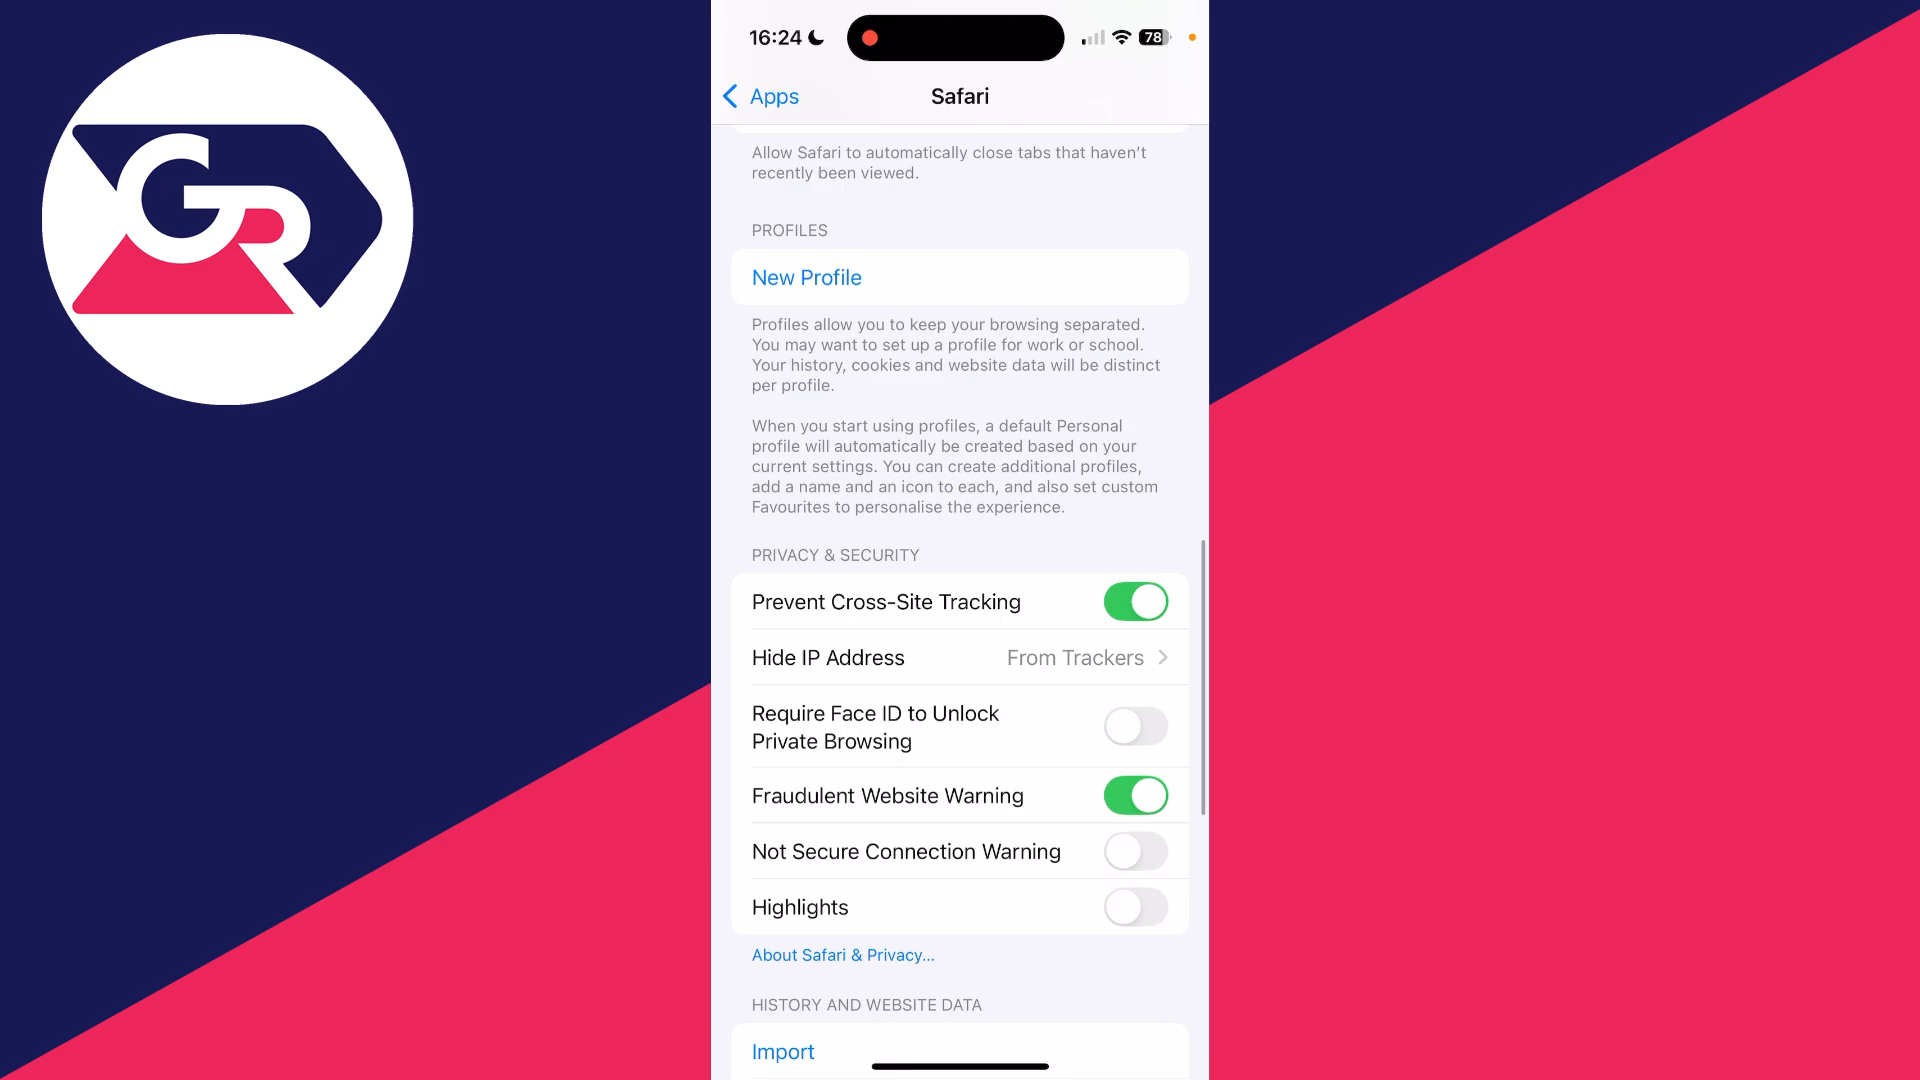 GR
16:24
78
Apps
Safari
Allow Safari to automatically close tabs that haven't
recently been viewed.
PROFILES
New Profile
Profiles allow you to keep your browsing separated.
You may want to set up a profile for work or school.
Your history, cookies and website data will be distinct
per profile.
When you start using profiles, a default Personal
profile will automatically be created based on your
current settings. You can create additional profiles,
add a name and an icon to each, and also set custom
Favourites to personalise the experience.
PRIVACY & SECURITY
Prevent Cross-Site Tracking
Hide IP Address From Trackers
Require Face ID to Unlock
Private Browsing
Fraudulent Website Warning
Not Secure Connection Warning
Highlights
About Safari & Privacy...
HISTORY AND WEBSITE DATA
Import